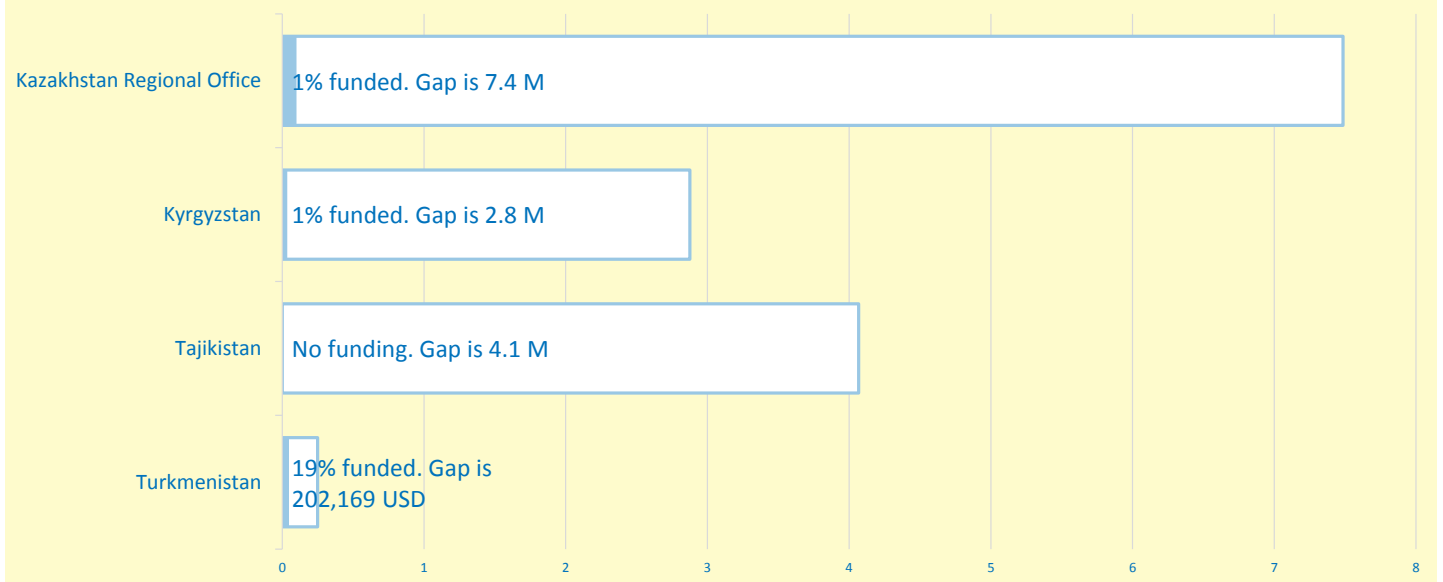 Kazakhstan Regional Office
1% funded. Gap is 7.4 M
Kyrgyzstan
1% funded. Gap is 2.8 M
Tajikistan
No funding. Gap is 4.1 M
Turkmenistan
19% funded. Gap is
202,169 USD
0 1 2 3 4 5 6 7 8